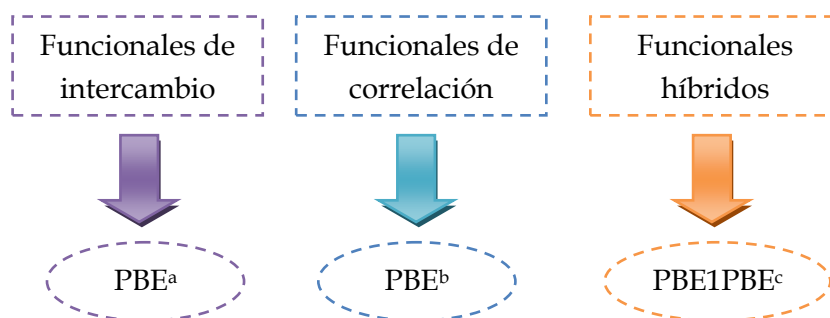 Funcionales de
intercambio
Funcionales de
correlación
Funcionales
híbridos
PBEᵃ
PBEᵇ
PBE1PBEᶜ